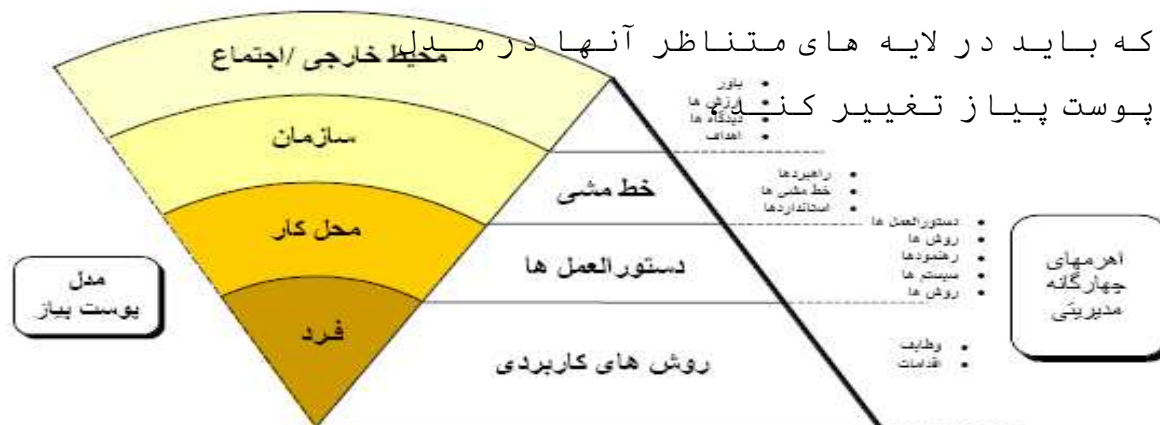 که باید در لایه های متناظر آنها در مدل
پوست پیاز تغییر کنند،
محیط خارجی /اجتماع
سازمان
محل کار
فرد
مدل
پوست پیاز
خط مشی
دستورالعمل ها
روش های کاربردی
باور
ارزش ها
دیدگاه ها
اهداف
راهبردها
خط مشی ها
استانداردها
دستورالعمل ها
روش ها
رهنمودها
سیستم ها
روش ها
وظایف
اقدامات
اهرمهای
چهارگانه
مدیریتی